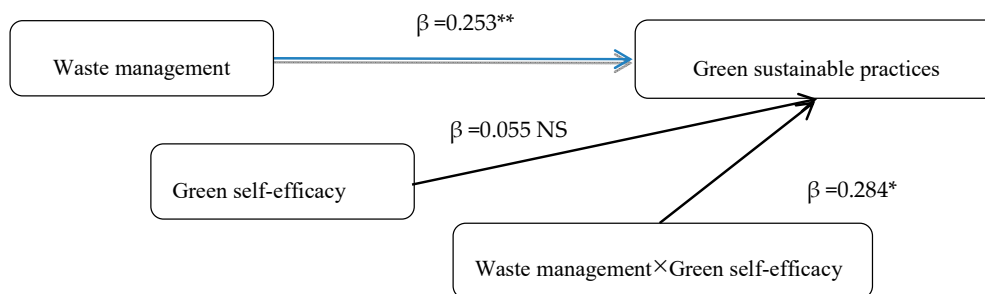 β =0.253**
Waste management
Green sustainable practices
β =0.055 NS
Green self-efficacy
β =0.284*
Waste management×Green self-efficacy